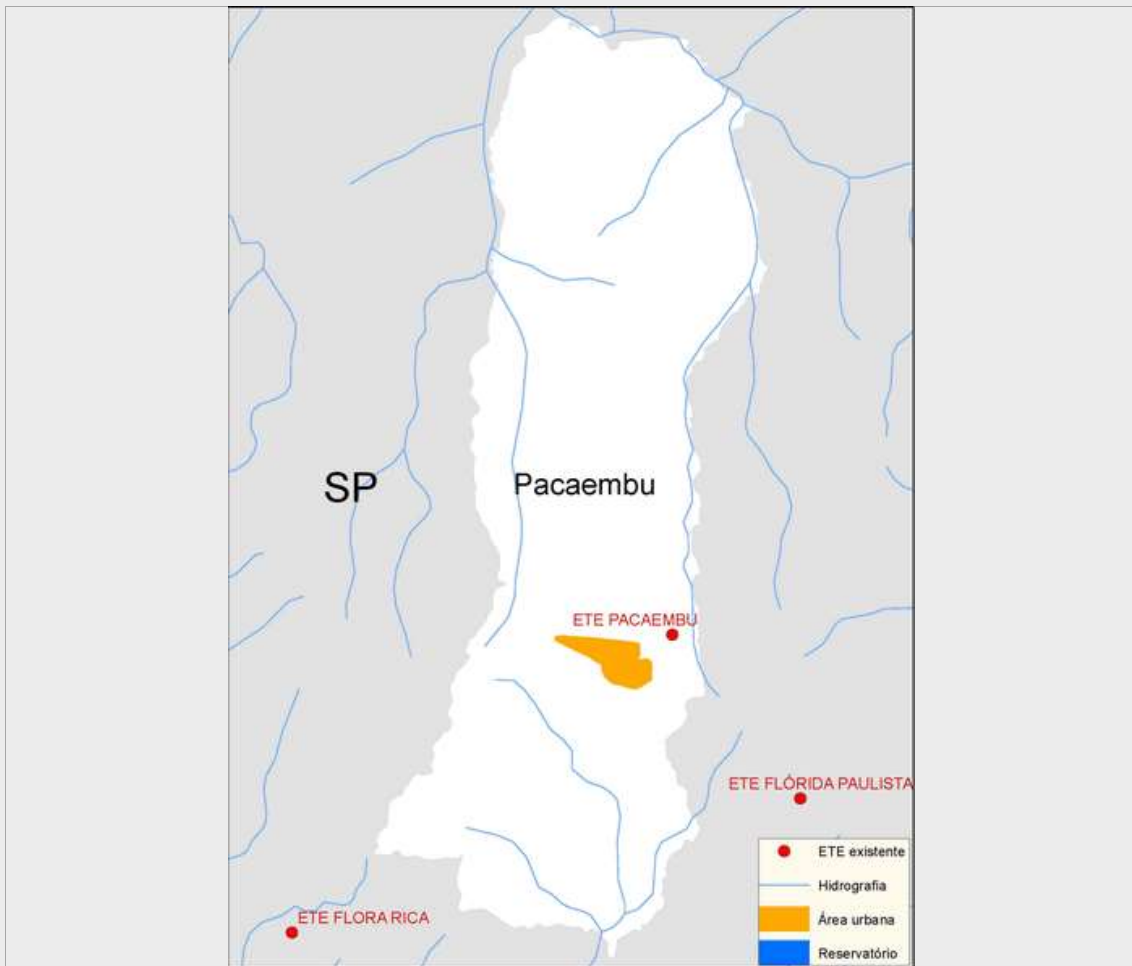 SP
Pacaembu
ETE PACAEMBU
ETE FLÓRIDA PAULISTA
ETE FLORA RICA
ETE existente
Hidrografia
Área urbana
Reservatório